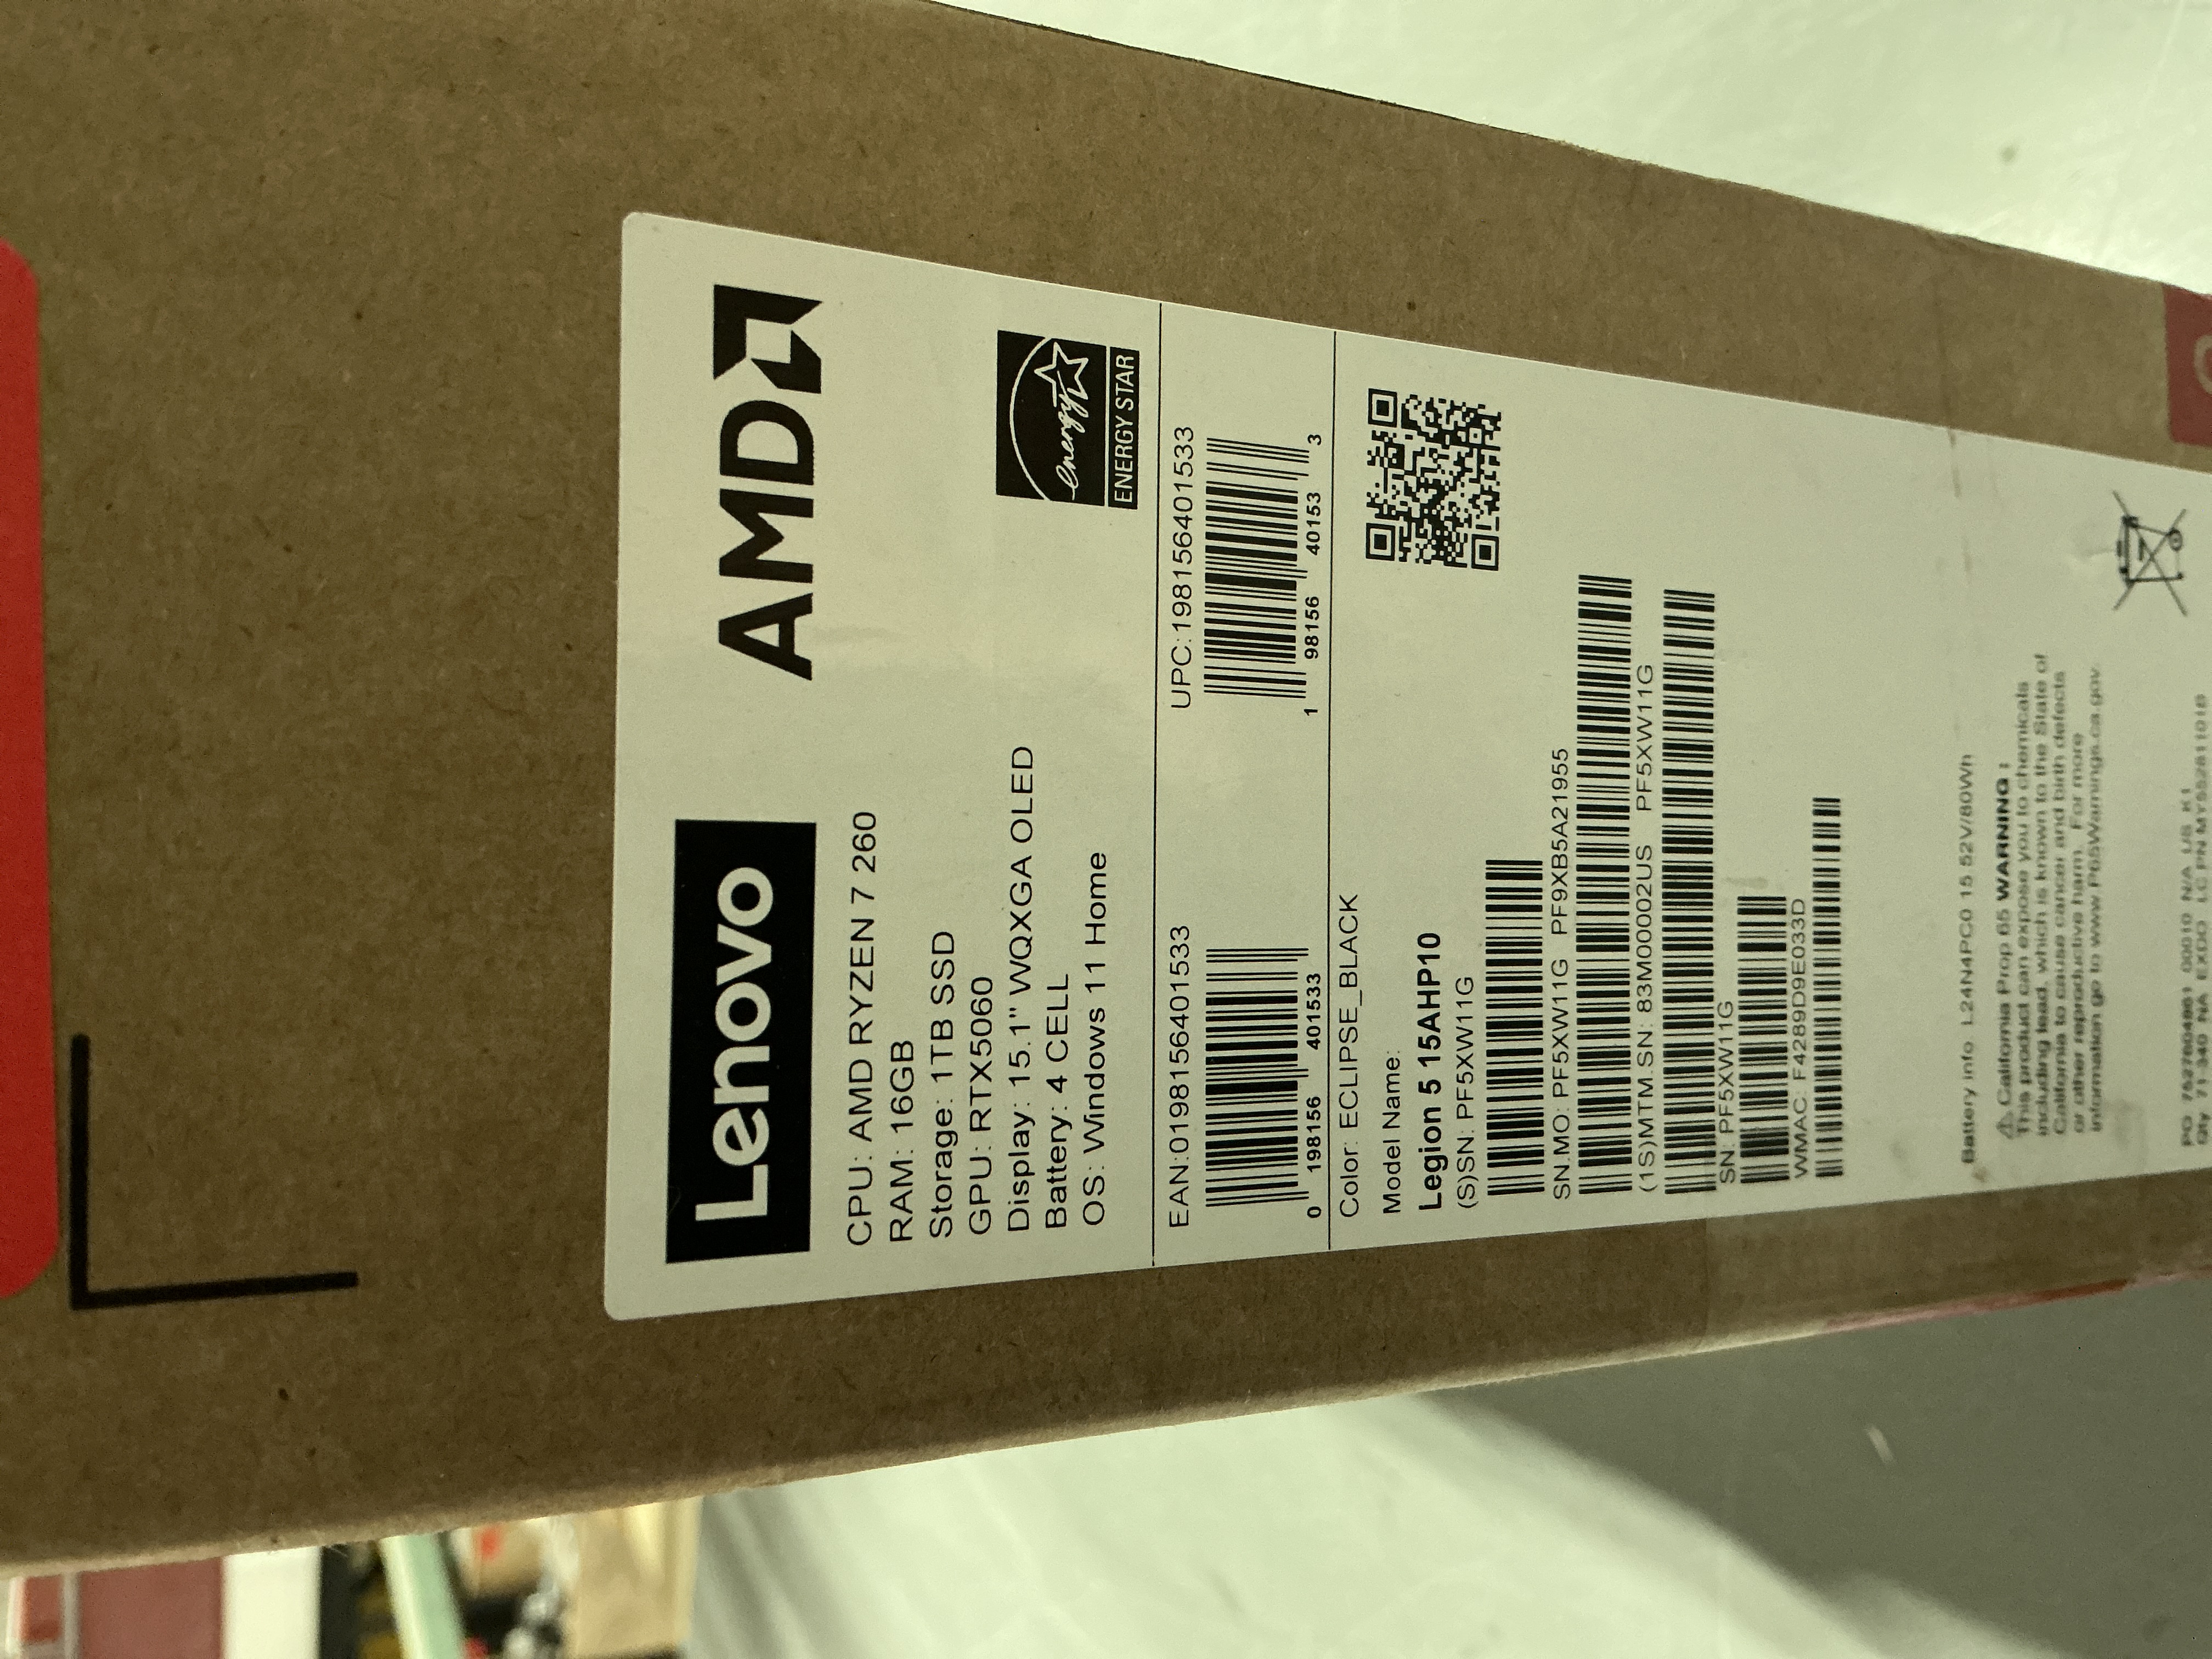 Lenovo
AMD
CPU: AMD RYZEN 7 260
RAM: 16GB
Storage: 1TB SSD
GPU: RTX5060
Display: 15.1" WQXGA OLED
Battery: 4 CELL
OS: Windows 11 Home
energy
ENERGY STAR
EAN:0198156401533
0 198156 401533
UPC:198156401533
1 98156 40153 3
Color: ECLIPSE_BLACK
Model Name:
Legion 5 15AHP10
(S)SN: PF5XW11G
SN.MO: PF5XW11G PF9XB5A21955
(1S)MTM.SN: 83M00002US PF5XW11G
SN: PF5XW11G
WMAC: F4289D9E033D
Battery info L24N4PC0 15 52V/80Wh
⚠ California Prop 65 WARNING :
This product can expose you to chemicals
including lead, which is known to the State of
California to cause cancer and birth defects
or other reproductive harm. For more
information go to www P65Warnings.ca.gov